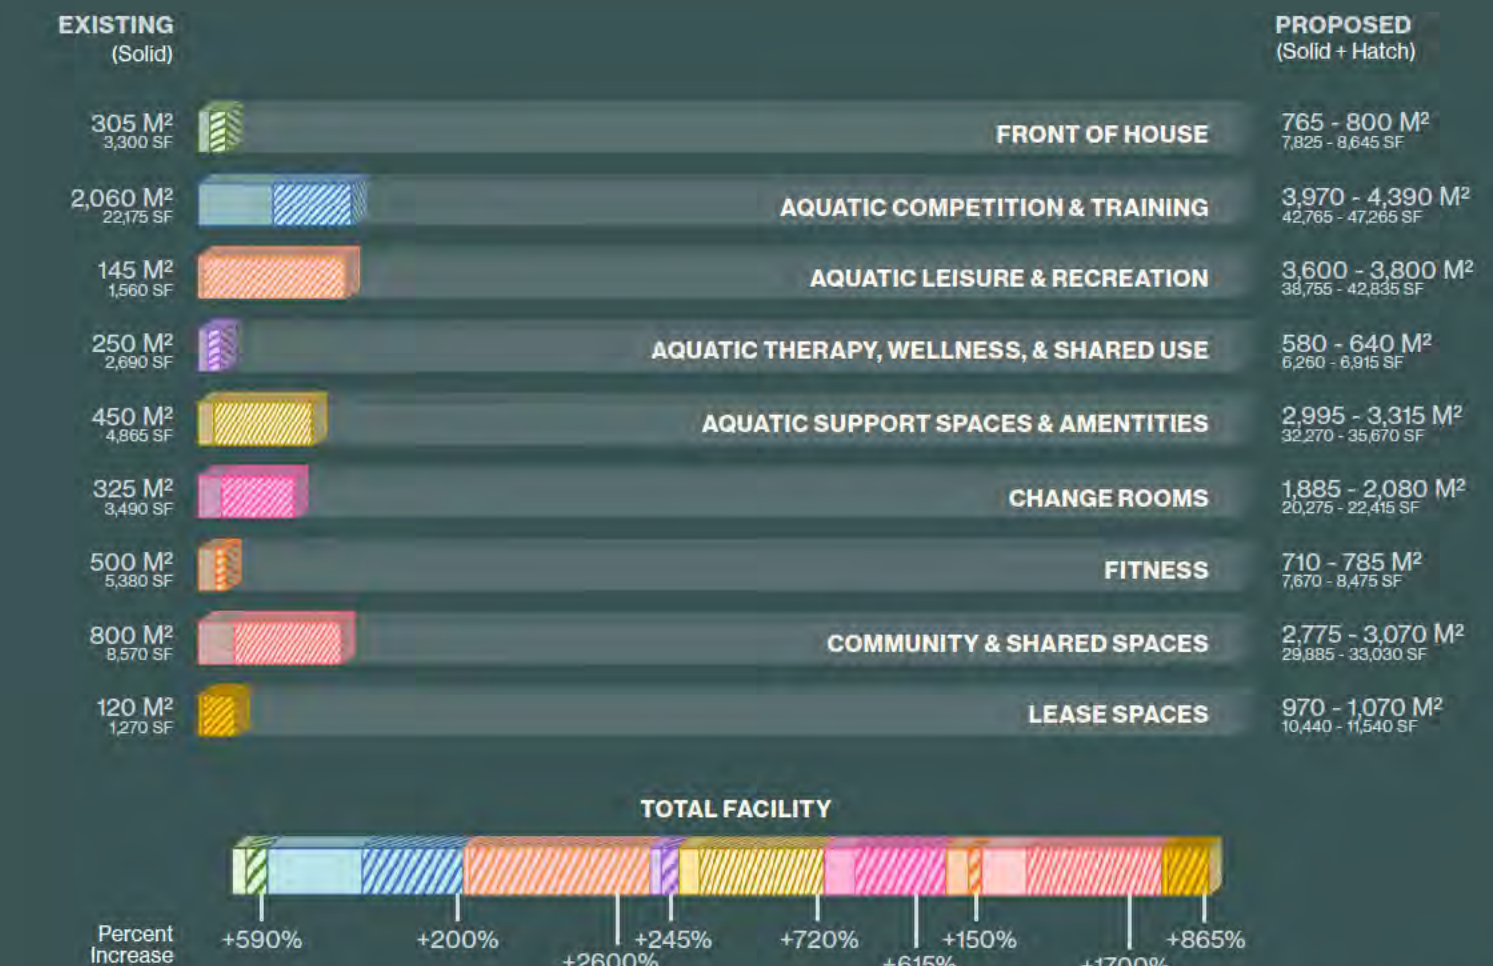 EXISTING
(Solid)
PROPOSED
(Solid + Hatch)
305 M²
3,300 SF
FRONT OF HOUSE
765 - 800 M²
7,825 - 8,645 SF
2,060 M²
22,175 SF
AQUATIC COMPETITION & TRAINING
3,970 - 4,390 M²
42,765 - 47,265 SF
145 M²
1,560 SF
AQUATIC LEISURE & RECREATION
3,600 - 3,800 M²
38,755 - 42,835 SF
250 M²
2,690 SF
AQUATIC THERAPY, WELLNESS, & SHARED USE
580 - 640 M²
6,260 - 6,915 SF
450 M²
4,865 SF
AQUATIC SUPPORT SPACES & AMENTITIES
2,995 - 3,315 M²
32,270 - 35,670 SF
325 M²
3,490 SF
CHANGE ROOMS
1,885 - 2,080 M²
20,275 - 22,415 SF
500 M²
5,380 SF
FITNESS
710 - 785 M²
7,670 - 8,475 SF
800 M²
8,570 SF
COMMUNITY & SHARED SPACES
2,775 - 3,070 M²
29,885 - 33,030 SF
120 M²
1,270 SF
LEASE SPACES
970 - 1,070 M²
10,440 - 11,540 SF
TOTAL FACILITY
Percent
Increase
+590%
+200%
+2600%
+245%
+720%
+615%
+150%
+1700%
+865%